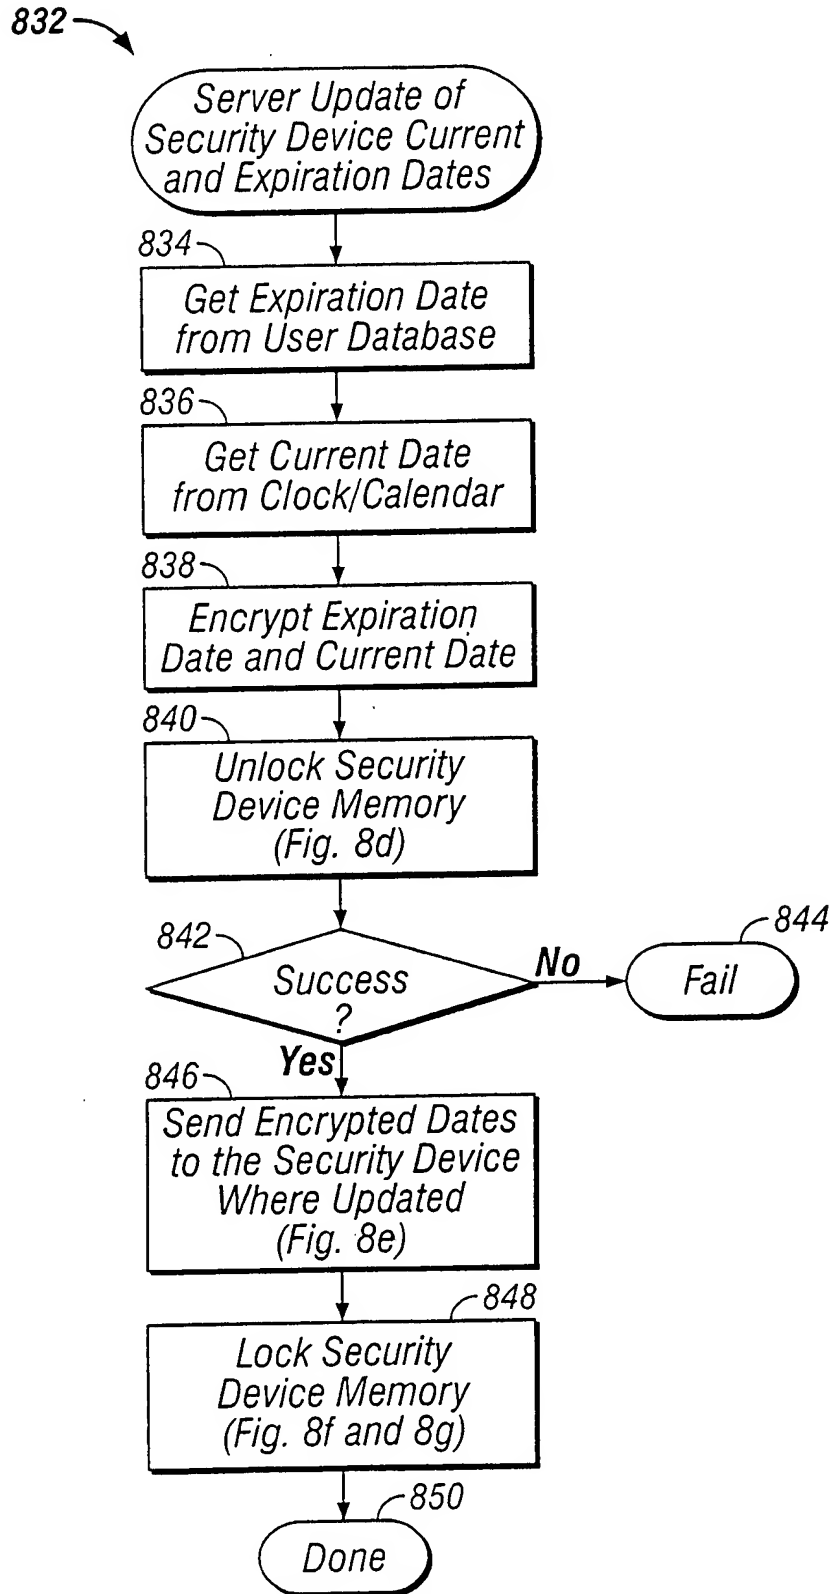 832
Server Update of
Security Device Current
and Expiration Dates
834
Get Expiration Date
from User Database
836
Get Current Date
from Clock/Calendar
838
Encrypt Expiration
Date and Current Date
840
Unlock Security
Device Memory
(Fig. 8d)
842
Success
?
No
844
Fail
Yes
846
Send Encrypted Dates
to the Security Device
Where Updated
(Fig. 8e)
848
Lock Security
Device Memory
(Fig. 8f and 8g)
850
Done